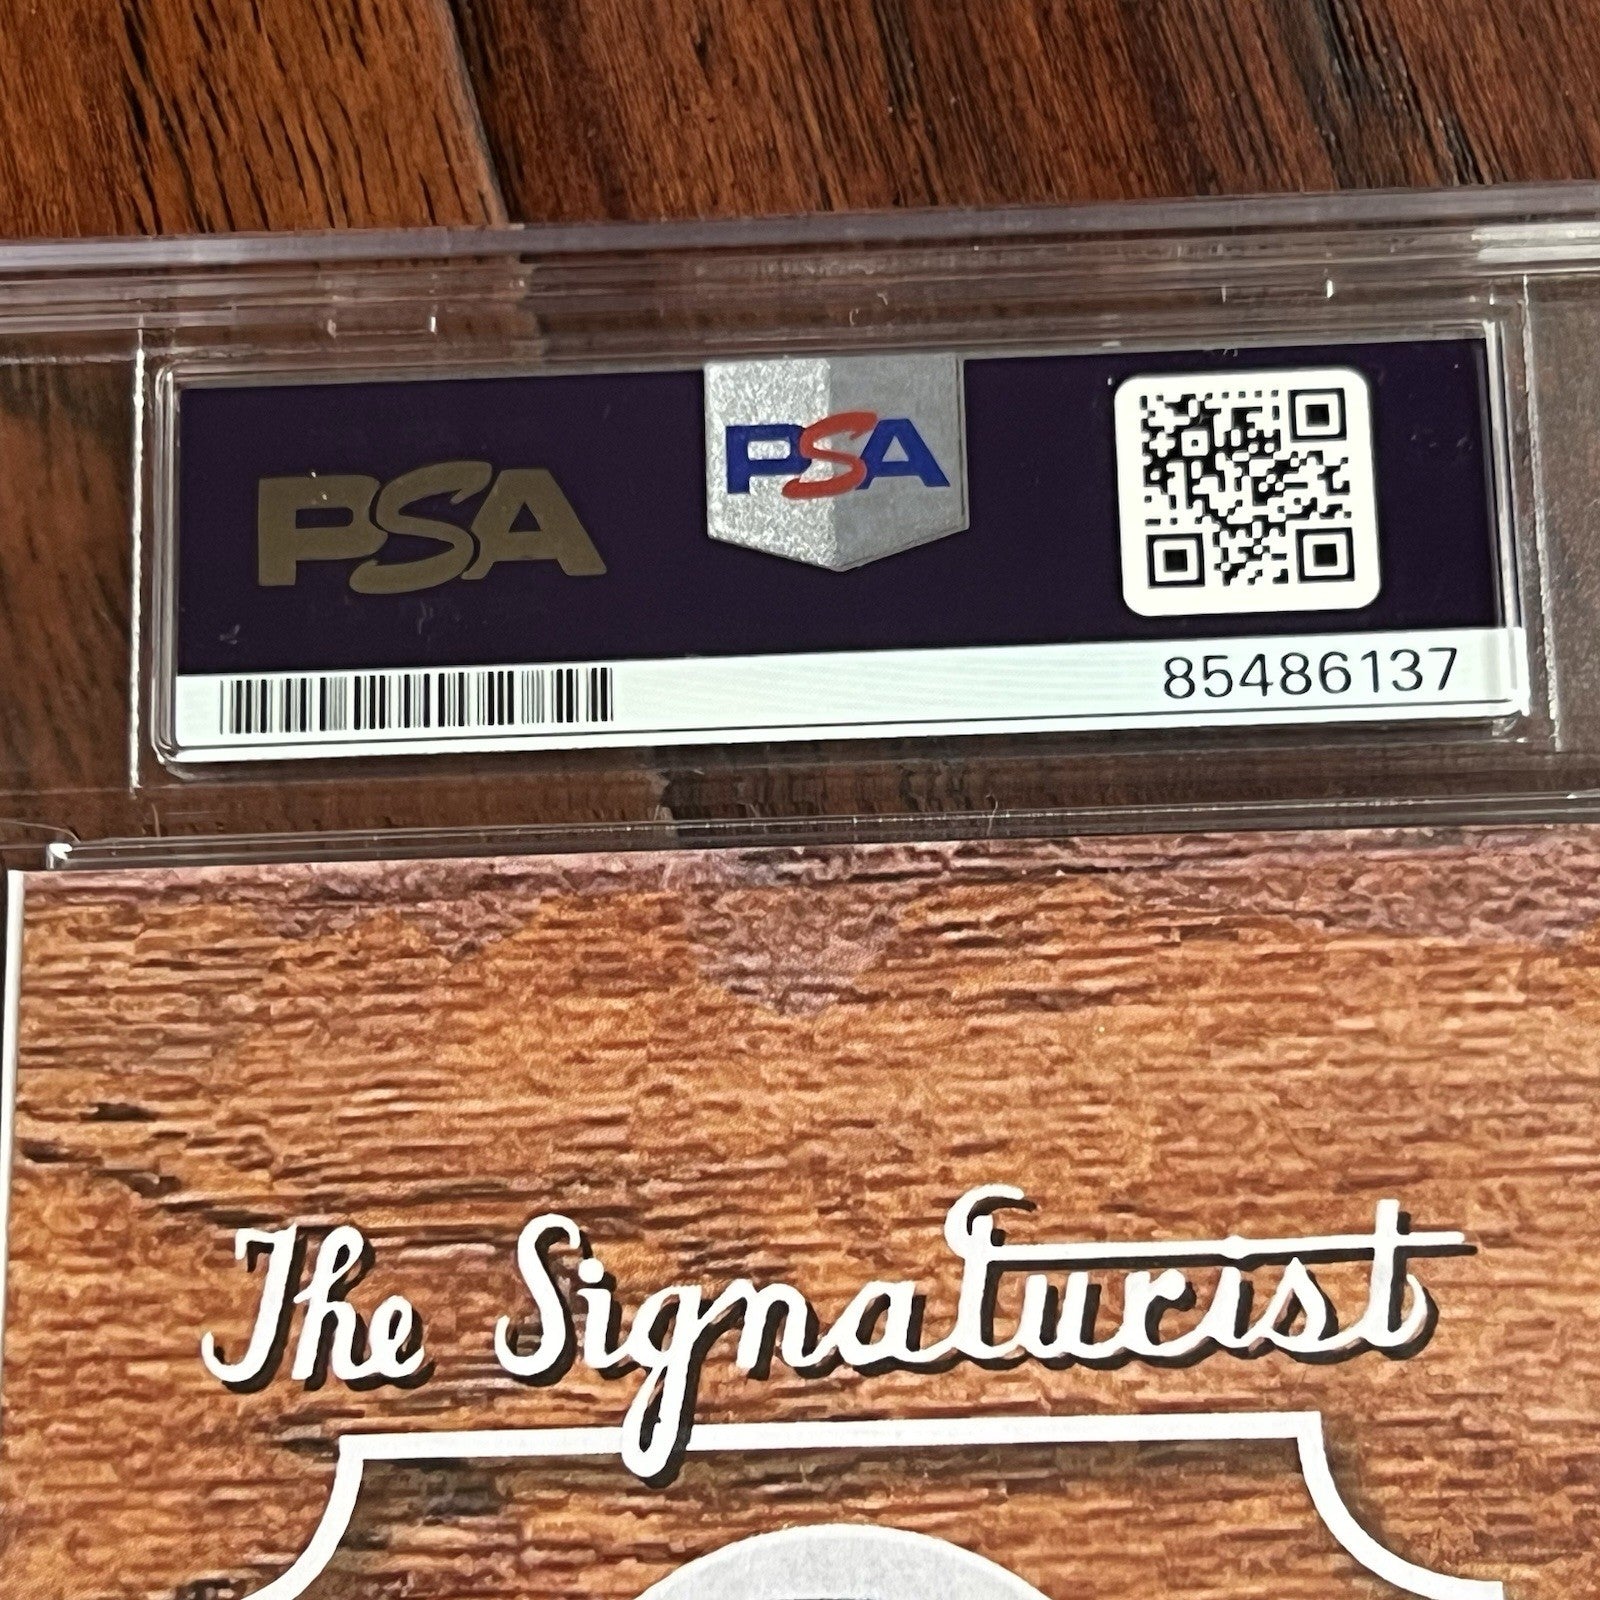 PSA
PSA
85486137
The Signaturist